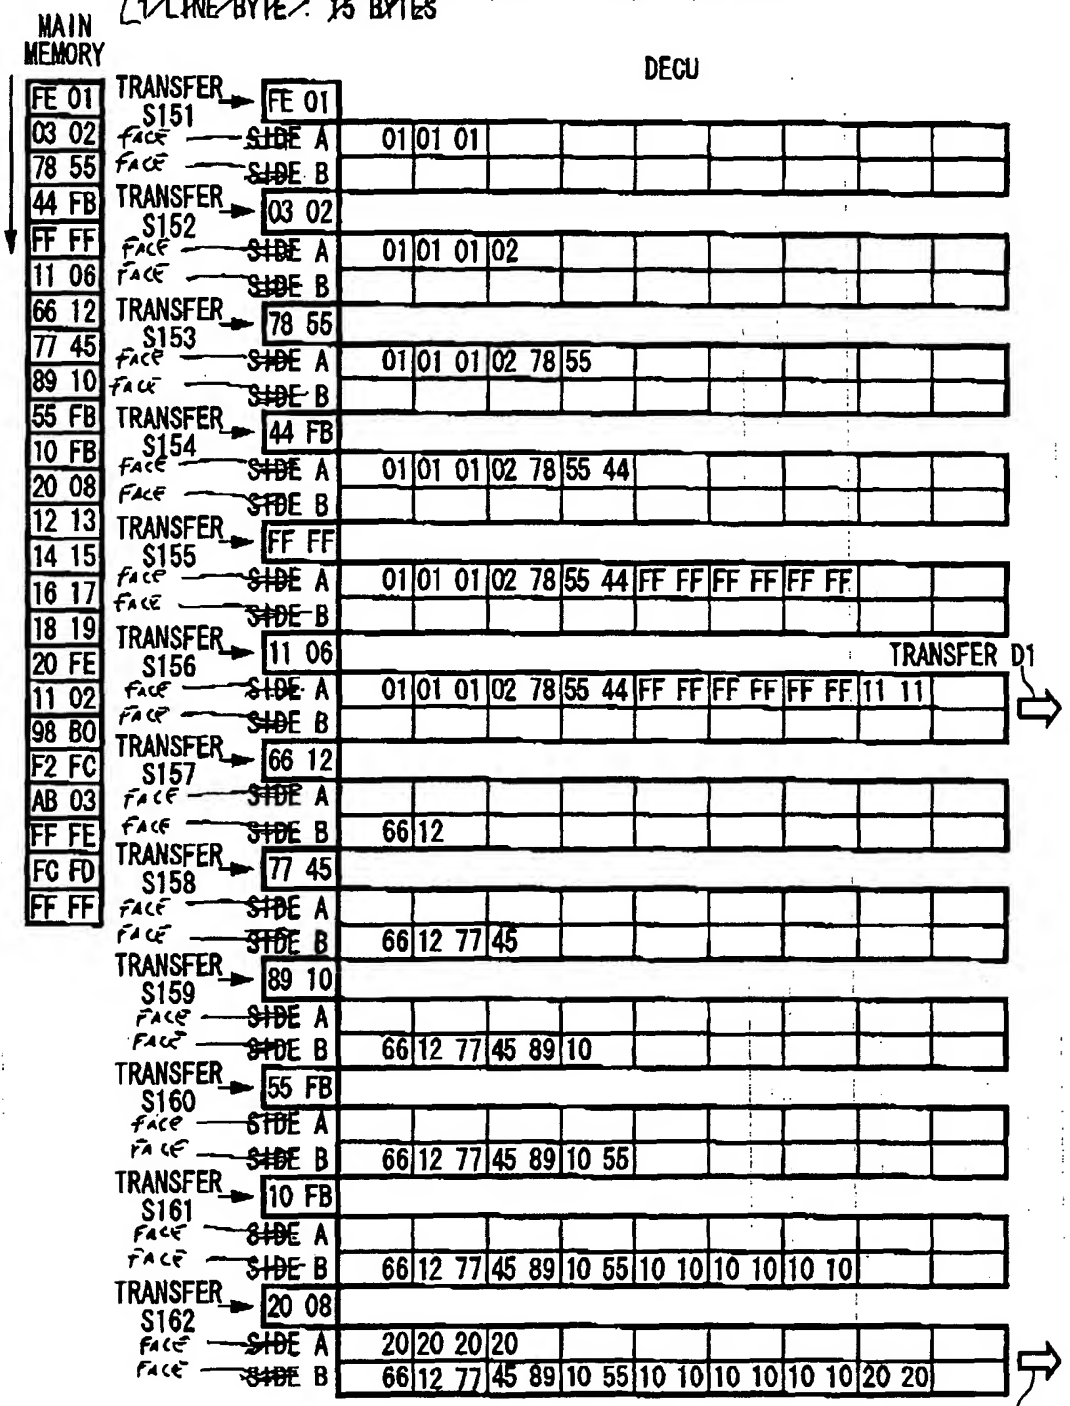 1/LINE/BYTE/: 15 BYTES
MAIN
MEMORY
DECU
FE 01
03 02
78 55
44 FB
FF FF
11 06
66 12
77 45
89 10
55 FB
10 FB
20 08
12 13
14 15
16 17
18 19
20 FE
11 02
98 B0
F2 FC
AB 03
FF FE
FC FD
FF FF
TRANSFER S151 FE 01
FACE SIDE A 01 01 01
FACE SIDE B
TRANSFER S152 03 02
FACE SIDE A 01 01 01 02
FACE SIDE B
TRANSFER S153 78 55
FACE SIDE A 01 01 01 02 78 55
FACE SIDE B
TRANSFER S154 44 FB
FACE SIDE A 01 01 01 02 78 55 44
FACE SIDE B
TRANSFER S155 FF FF
FACE SIDE A 01 01 01 02 78 55 44 FF FF FF FF FF FF
FACE SIDE B
TRANSFER S156 11 06
TRANSFER D1
FACE SIDE A 01 01 01 02 78 55 44 FF FF FF FF FF FF 11 11
FACE SIDE B
TRANSFER S157 66 12
FACE SIDE A
FACE SIDE B 66 12
TRANSFER S158 77 45
FACE SIDE A
FACE SIDE B 66 12 77 45
TRANSFER S159 89 10
FACE SIDE A
FACE SIDE B 66 12 77 45 89 10
TRANSFER S160 55 FB
FACE SIDE A
FACE SIDE B 66 12 77 45 89 10 55
TRANSFER S161 10 FB
FACE SIDE A
FACE SIDE B 66 12 77 45 89 10 55 10 10 10 10 10 10
TRANSFER S162 20 08
FACE SIDE A 20 20 20 20
FACE SIDE B 66 12 77 45 89 10 55 10 10 10 10 10 10 20 20